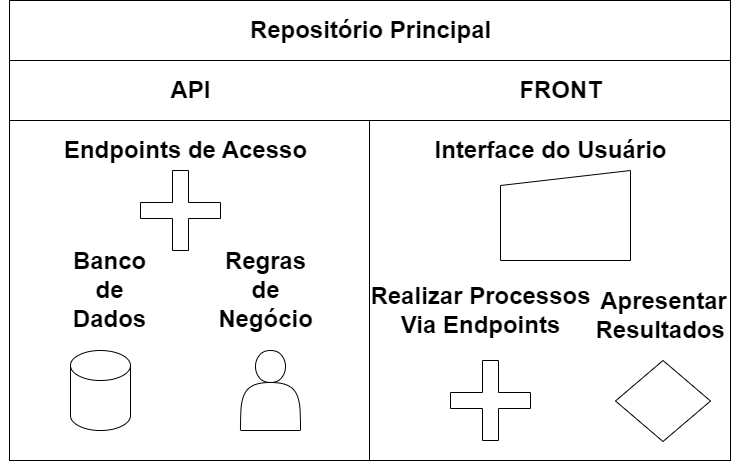 Repositório Principal
API
FRONT
Endpoints de Acesso
Banco
de
Dados
Regras
de
Negócio
Interface do Usuário
Realizar Processos
Via Endpoints
Apresentar
Resultados